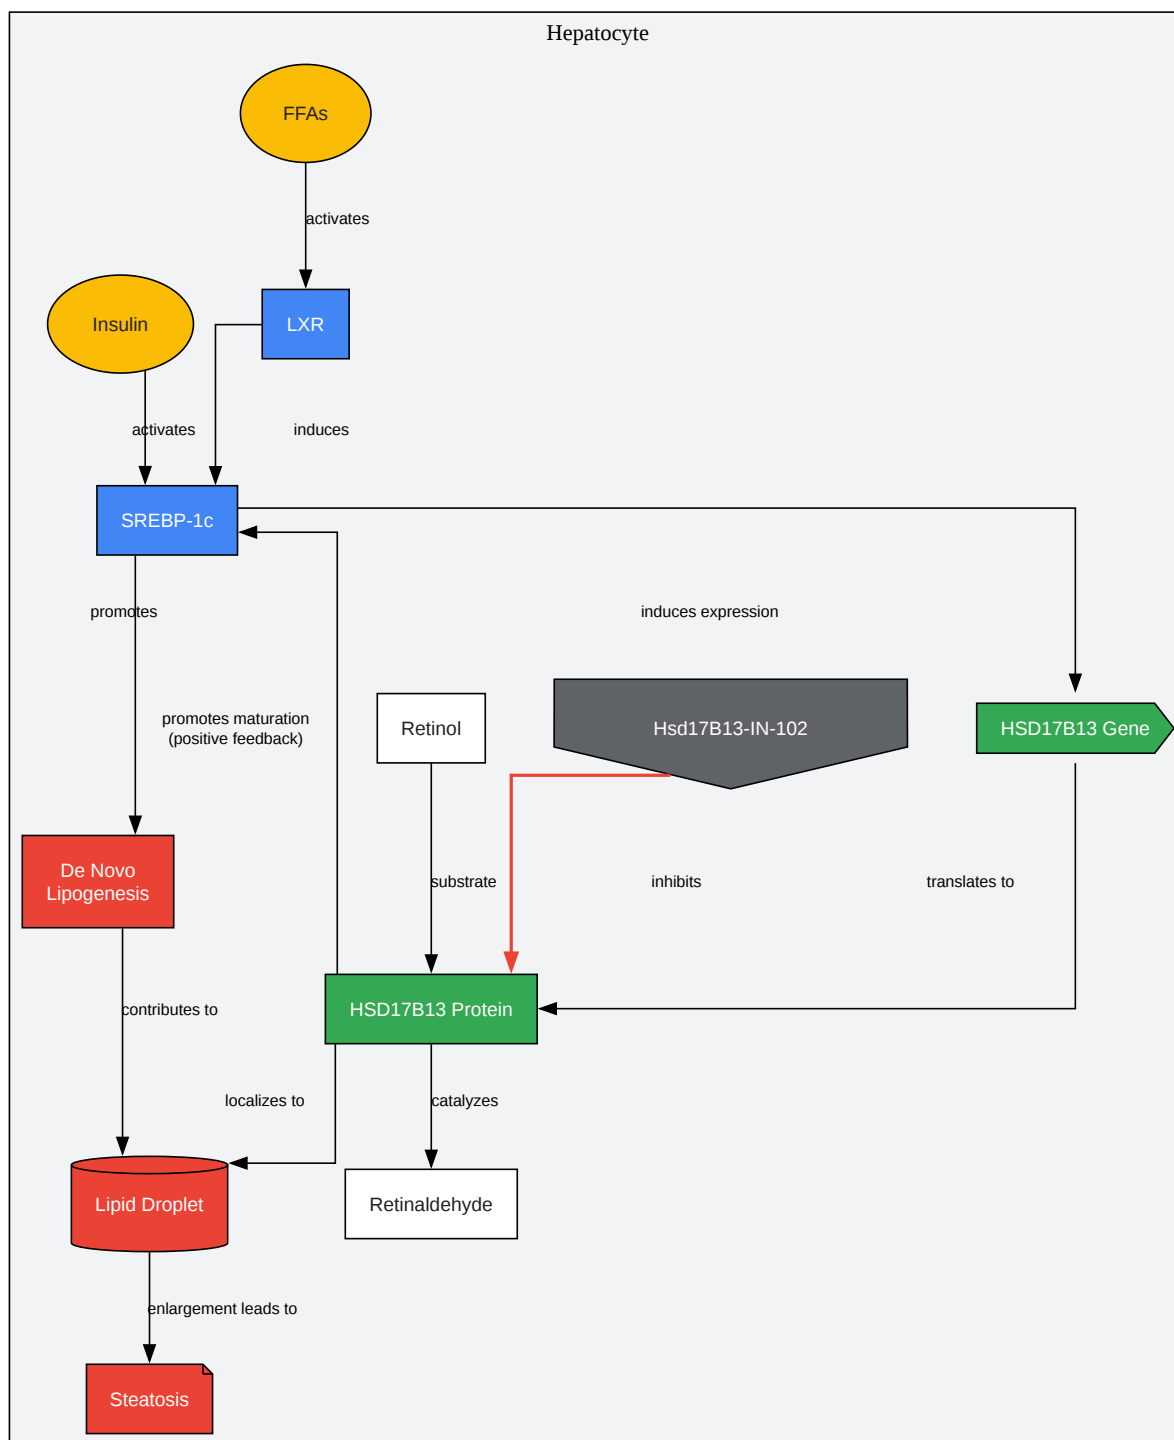 Hepatocyte
FFAs
activates
Insulin
LXR
activates
induces
SREBP-1c
promotes
induces expression
promotes maturation
(positive feedback)
Retinol
Hsd17B13-IN-102
HSD17B13 Gene
De Novo
Lipogenesis
substrate
inhibits
translates to
contributes to
HSD17B13 Protein
localizes to
catalyzes
Lipid Droplet
Retinaldehyde
enlargement leads to
Steatosis